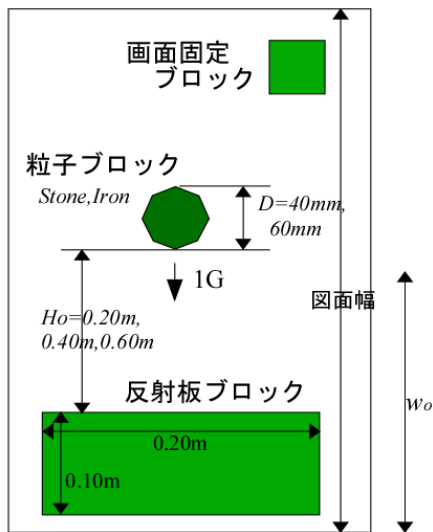 画面固定
ブロック
粒子ブロック
Stone,Iron
D=40mm,
60mm
1G
図面幅
Ho=0.20m,
0.40m,0.60m
反射板ブロック
wo
0.20m
0.10m